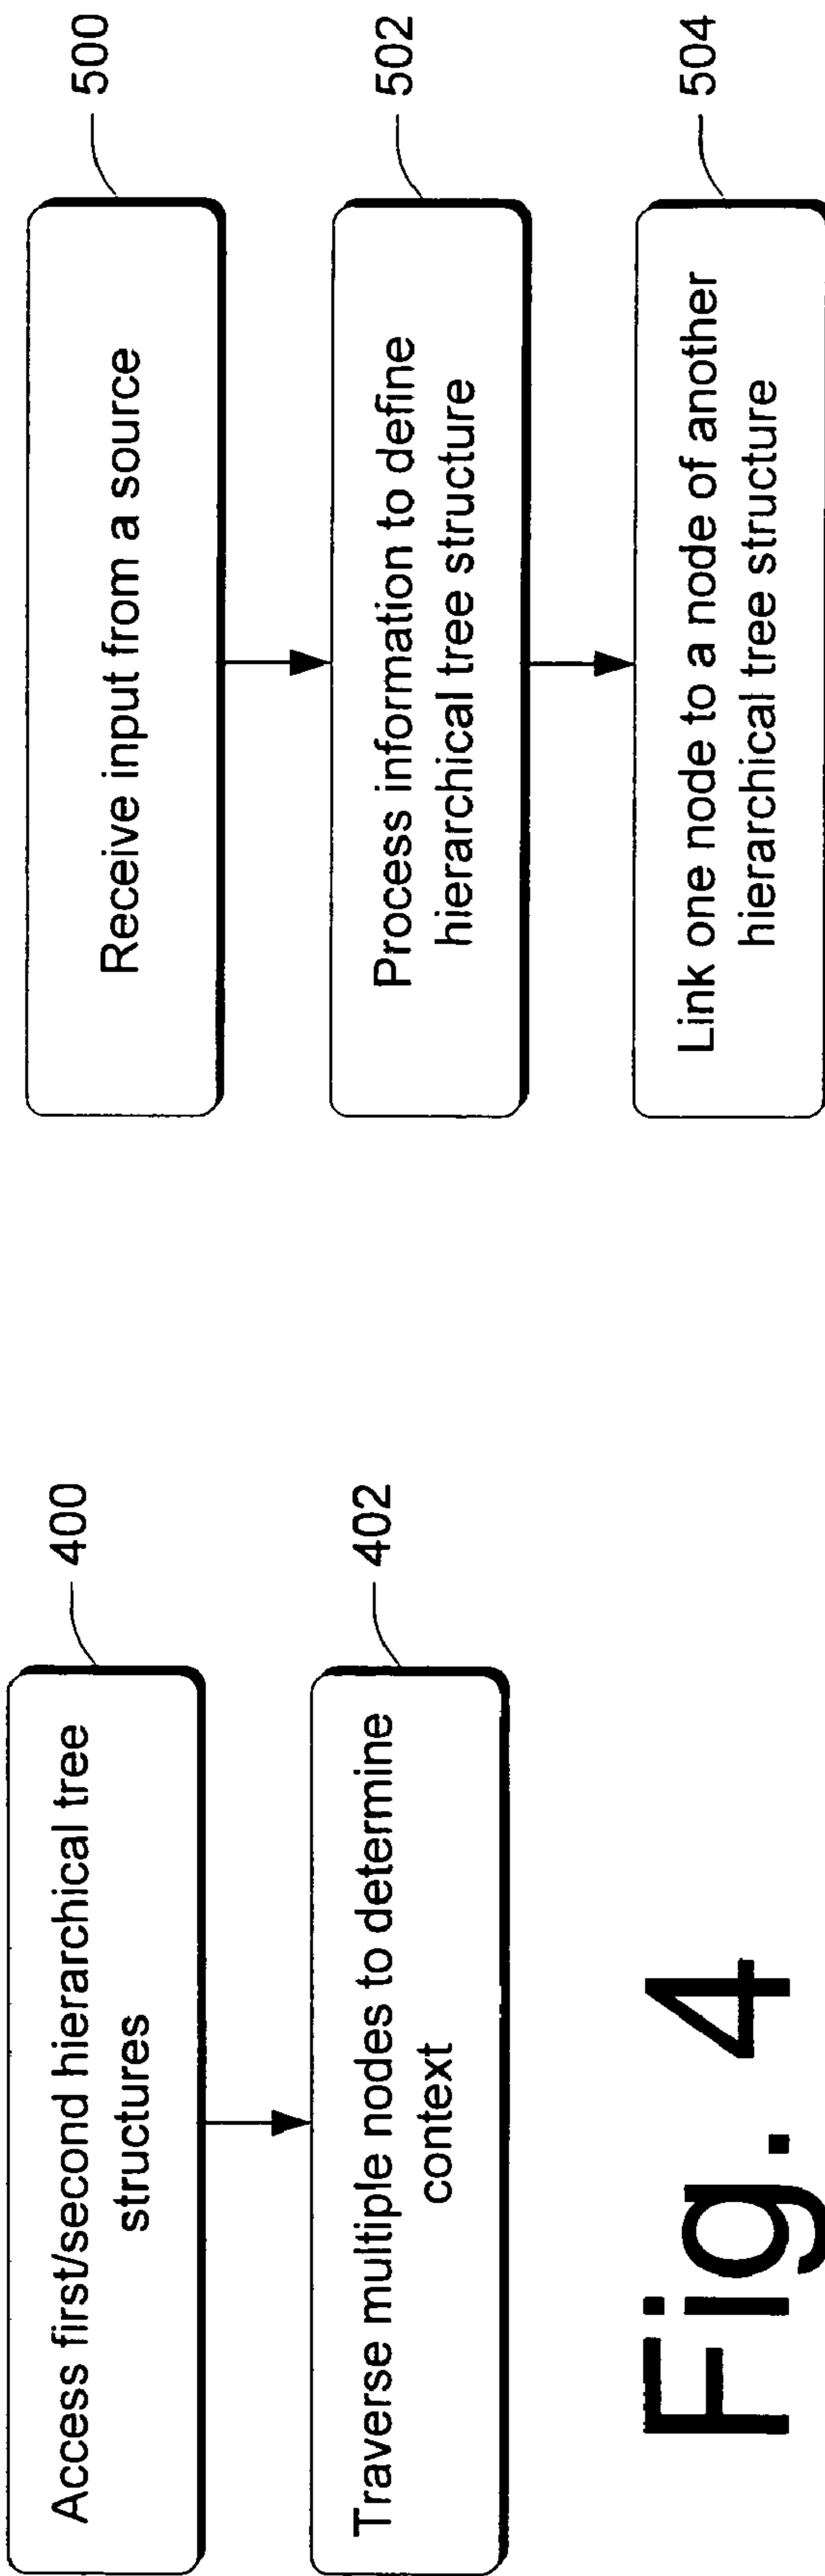 Access first/second hierarchical tree
structures
400
Traverse multiple nodes to determine
context
402
Fig. 4
Receive input from a source
500
Process information to define
hierarchical tree structure
502
Link one node to a node of another
hierarchical tree structure
504